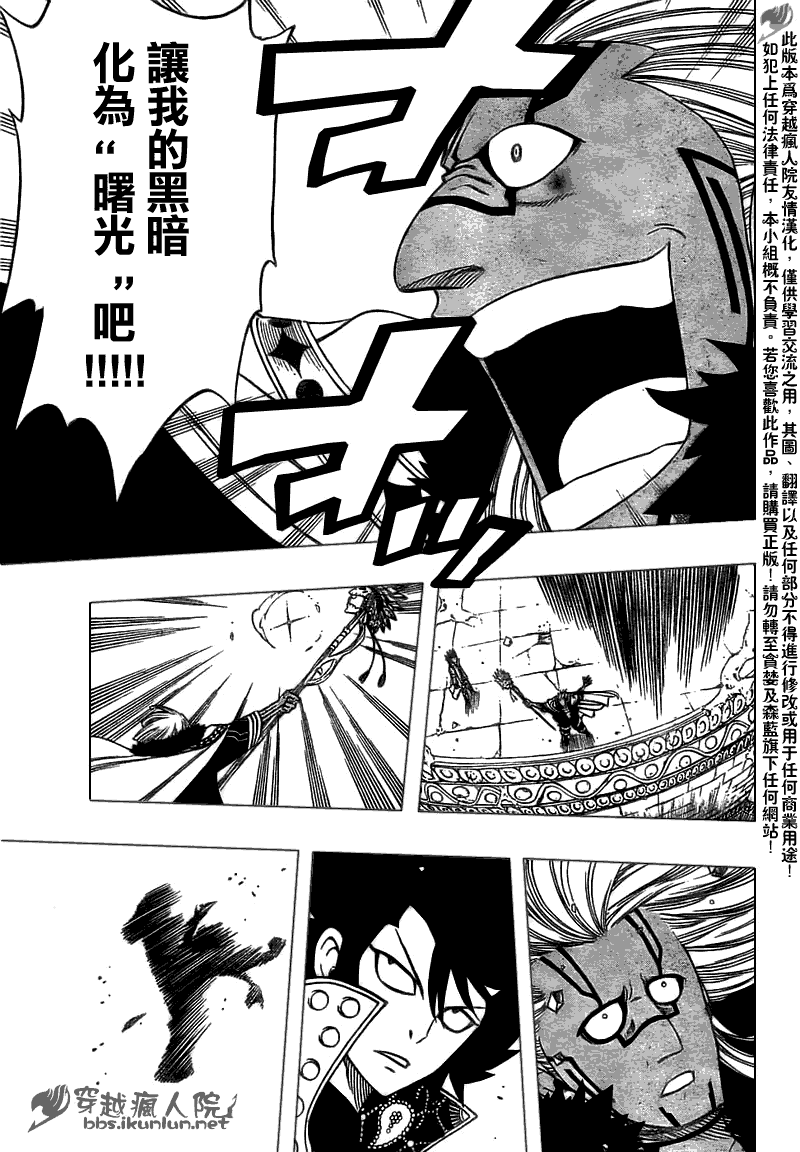 讓我的黑暗
化為“曙光”吧
!!!!!
オオ
此版本爲穿越瘋人院友情漢化，僅供學習交流之用，其圖、翻譯以及任何部分不得進行修改或用于任何商業用途！
如犯上任何法律責任，本小組概不負責。若您喜歡此作品，請購買正版！請勿轉至貪婪及森藍旗下任何網站！
穿越瘋人院
bbs.ikunlun.net